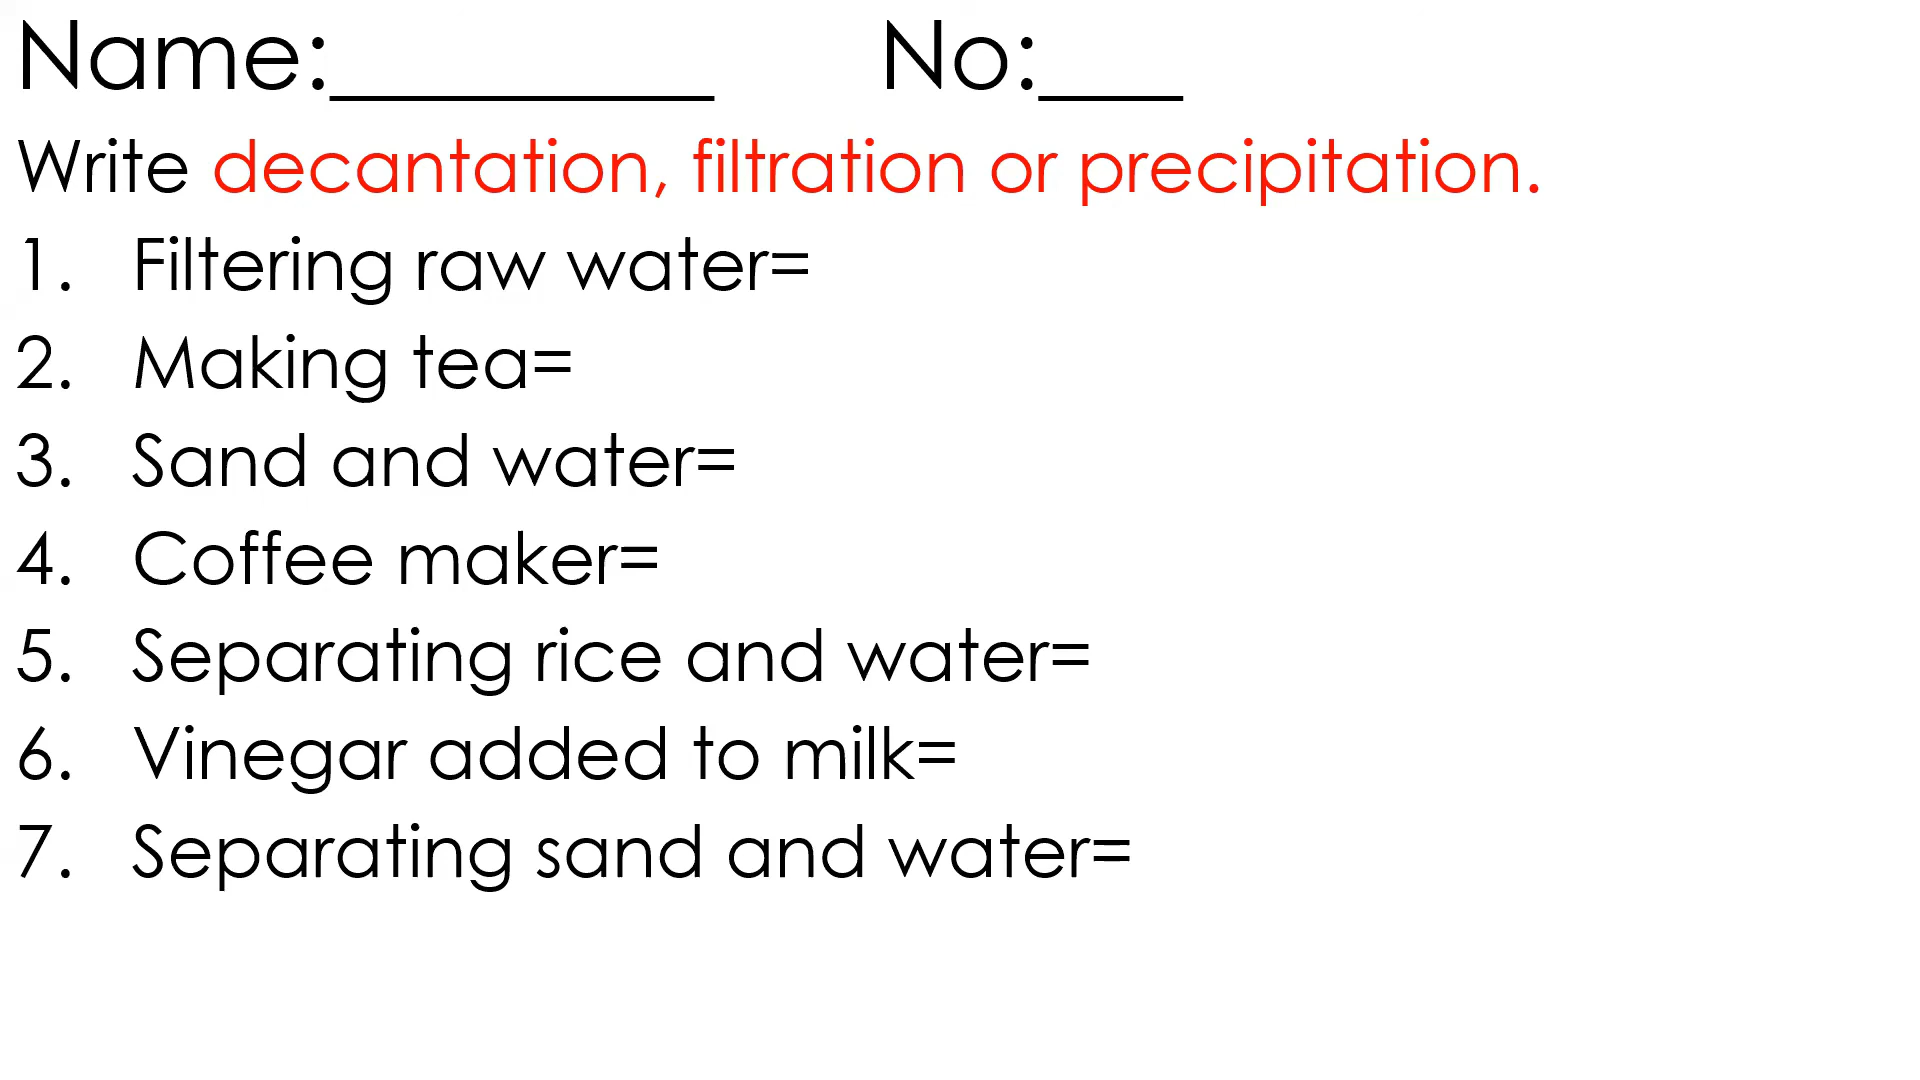 Name:________ No:___
Write decantation, filtration or precipitation.
1. Filtering raw water=
2. Making tea=
3. Sand and water=
4. Coffee maker=
5. Separating rice and water=
6. Vinegar added to milk=
7. Separating sand and water=